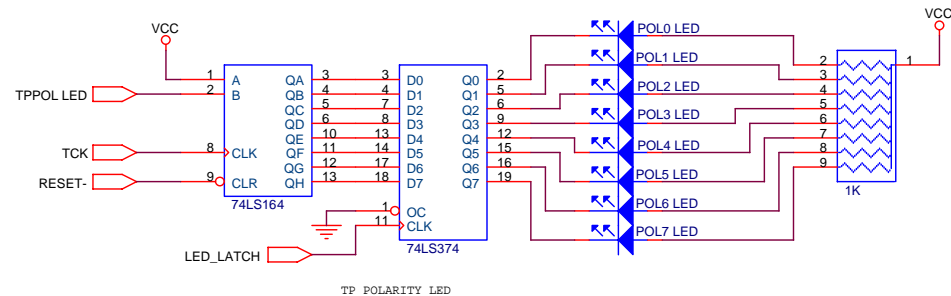 VCC
TPPOL LED
TCK
RESET-
1 A QA 3
2 B QB 4
QC 5
QD 6
QE 10
8 CLK QF 11
QG 12
9 CLR QH 13
74LS164
3 D0 Q0 2
4 D1 Q1 5
7 D2 Q2 6
8 D3 Q3 9
13 D4 Q4 12
14 D5 Q5 15
17 D6 Q6 16
18 D7 Q7 19
1 OC
11 CLK
74LS374
LED_LATCH
POL0 LED
POL1 LED
POL2 LED
POL3 LED
POL4 LED
POL5 LED
POL6 LED
POL7 LED
VCC
2 1
3
4
5
6
7
8
9
1K
TP POLARITY LED